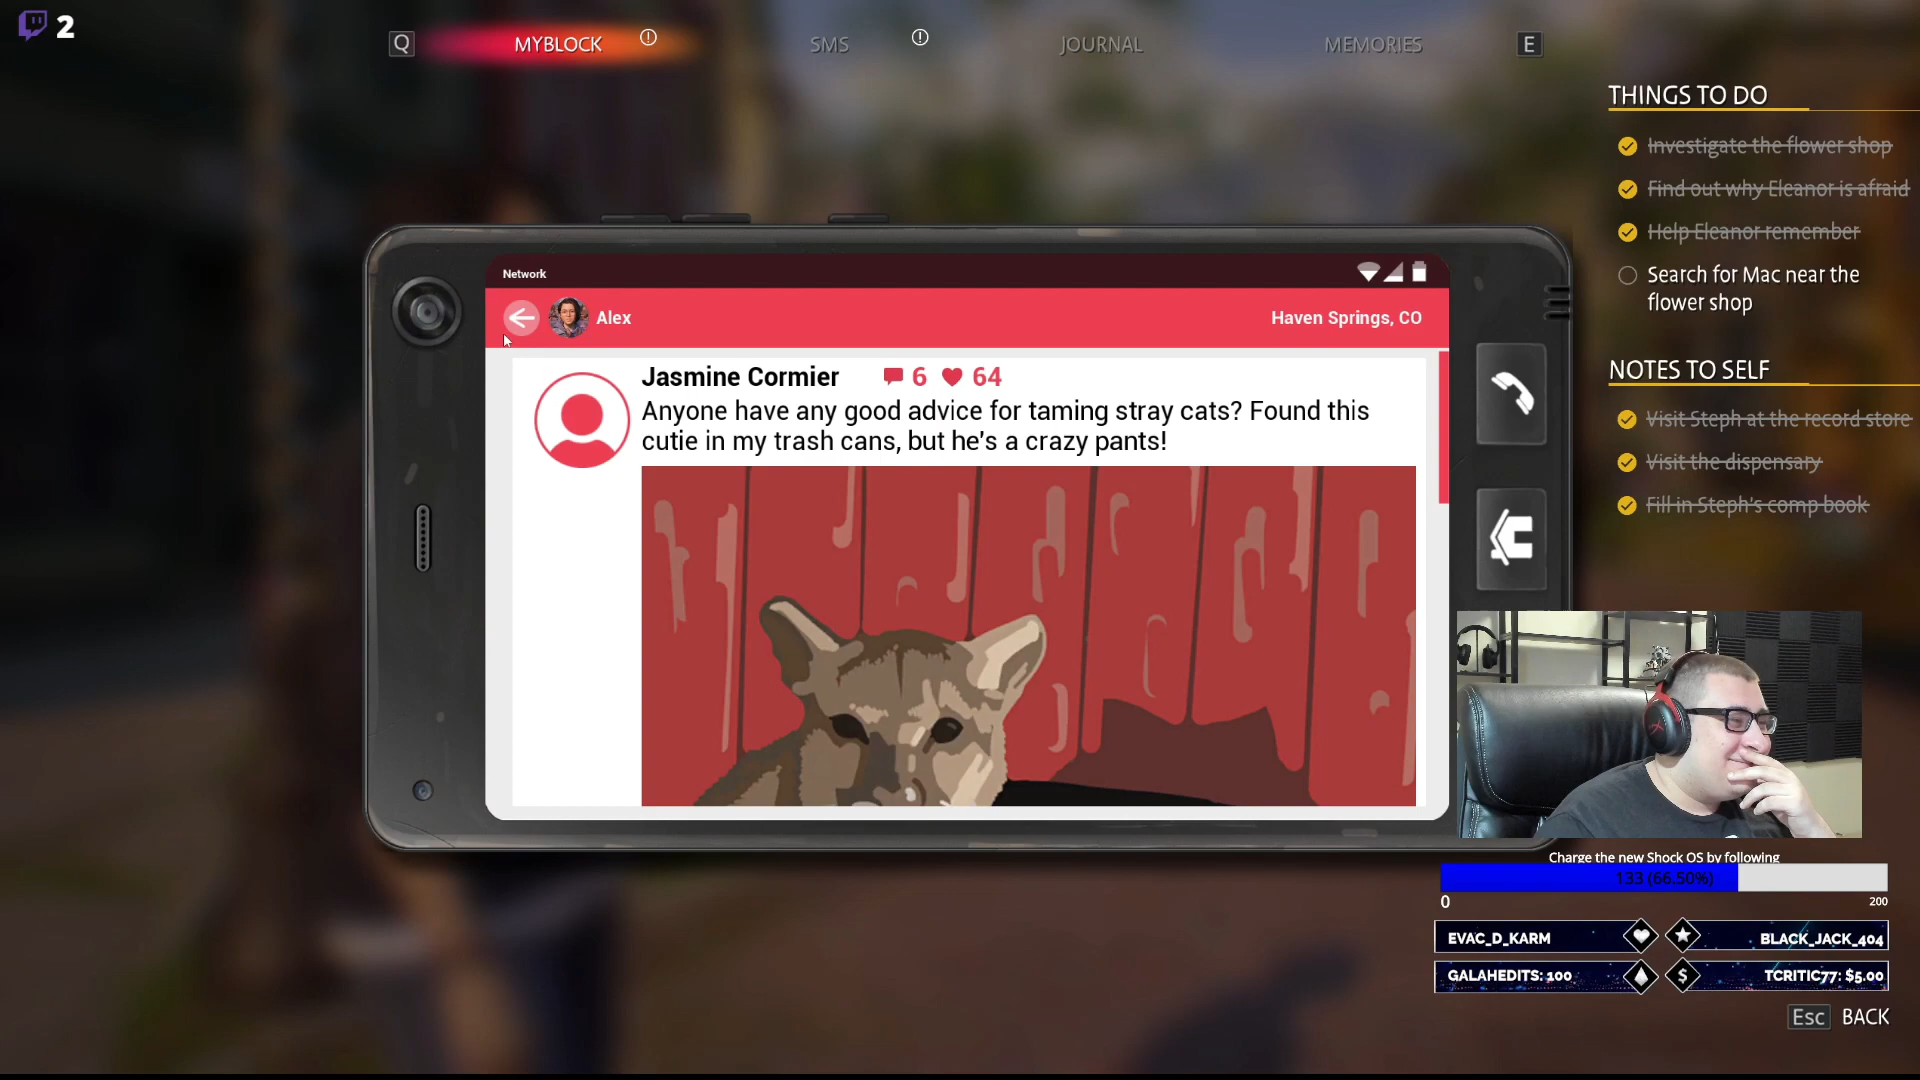 2
Q
MYBLOCK
SMS
JOURNAL
MEMORIES
E
THINGS TO DO
Investigate the flower shop
Find out why Eleanor is afraid
Help Eleanor remember
Search for Mac near the
flower shop
NOTES TO SELF
Visit Steph at the record store
Visit the dispensary
Fill in Steph's comp book
Network
Alex
Haven Springs, CO
Jasmine Cormier
6
64
Anyone have any good advice for taming stray cats? Found this
cutie in my trash cans, but he's a crazy pants!
Charge the new Shock OS by following
133 (66.50%)
0
200
EVAC_D_KARM
BLACK_JACK_404
GALAHEDITS: 100
TCRITIC77: $5.00
Esc BACK